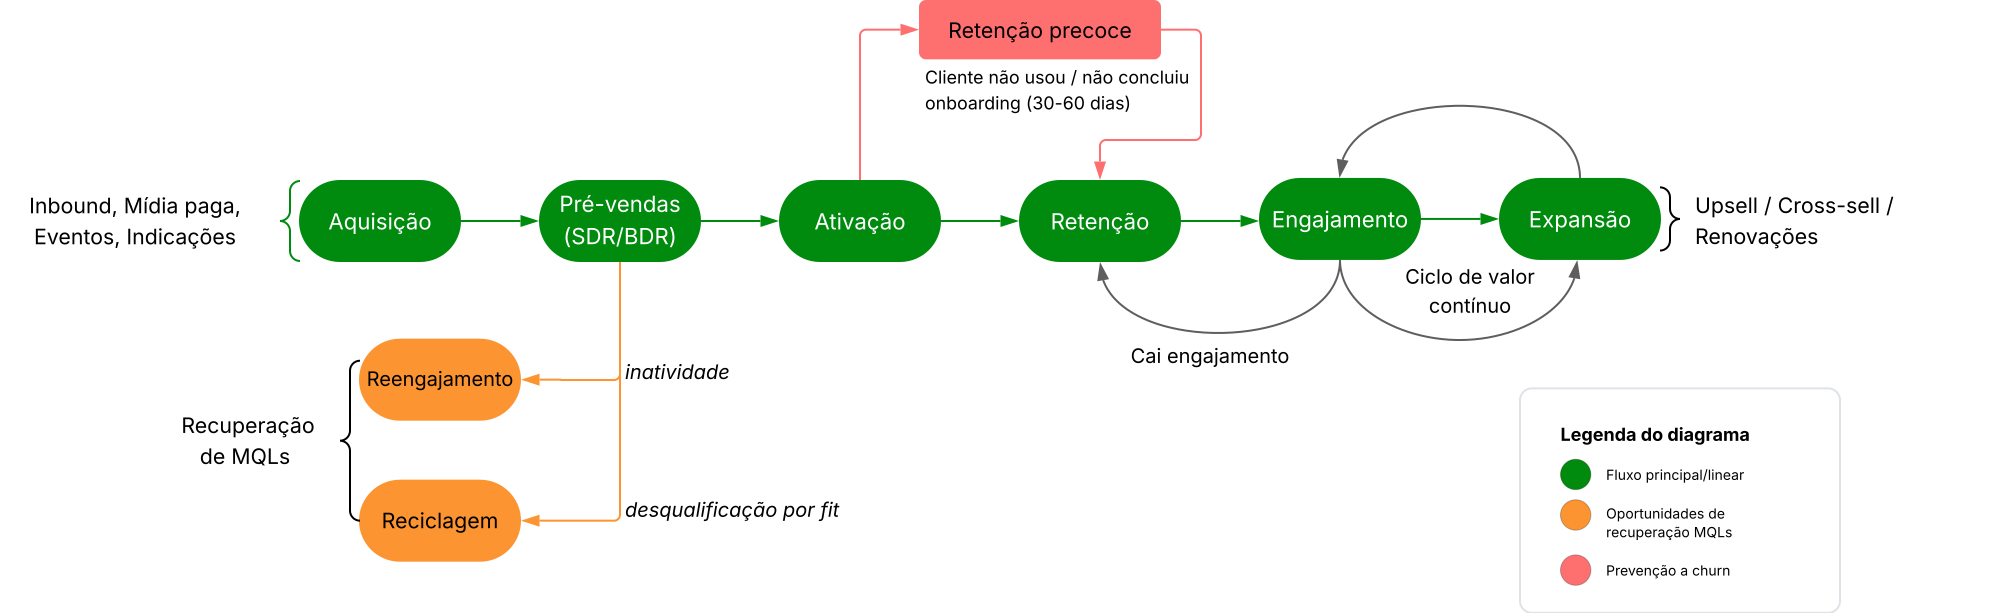 Retenção precoce
Cliente não usou / não concluiu
onboarding (30-60 dias)
Inbound, Mídia paga,
Eventos, Indicações
Aquisição
Pré-vendas
(SDR/BDR)
Ativação
Retenção
Engajamento
Expansão
Upsell / Cross-sell /
Renovações
Ciclo de valor
contínuo
Cai engajamento
Reengajamento
inatividade
Recuperação
de MQLs
Reciclagem
desqualificação por fit
Legenda do diagrama
Fluxo principal/linear
Oportunidades de
recuperação MQLs
Prevenção a churn